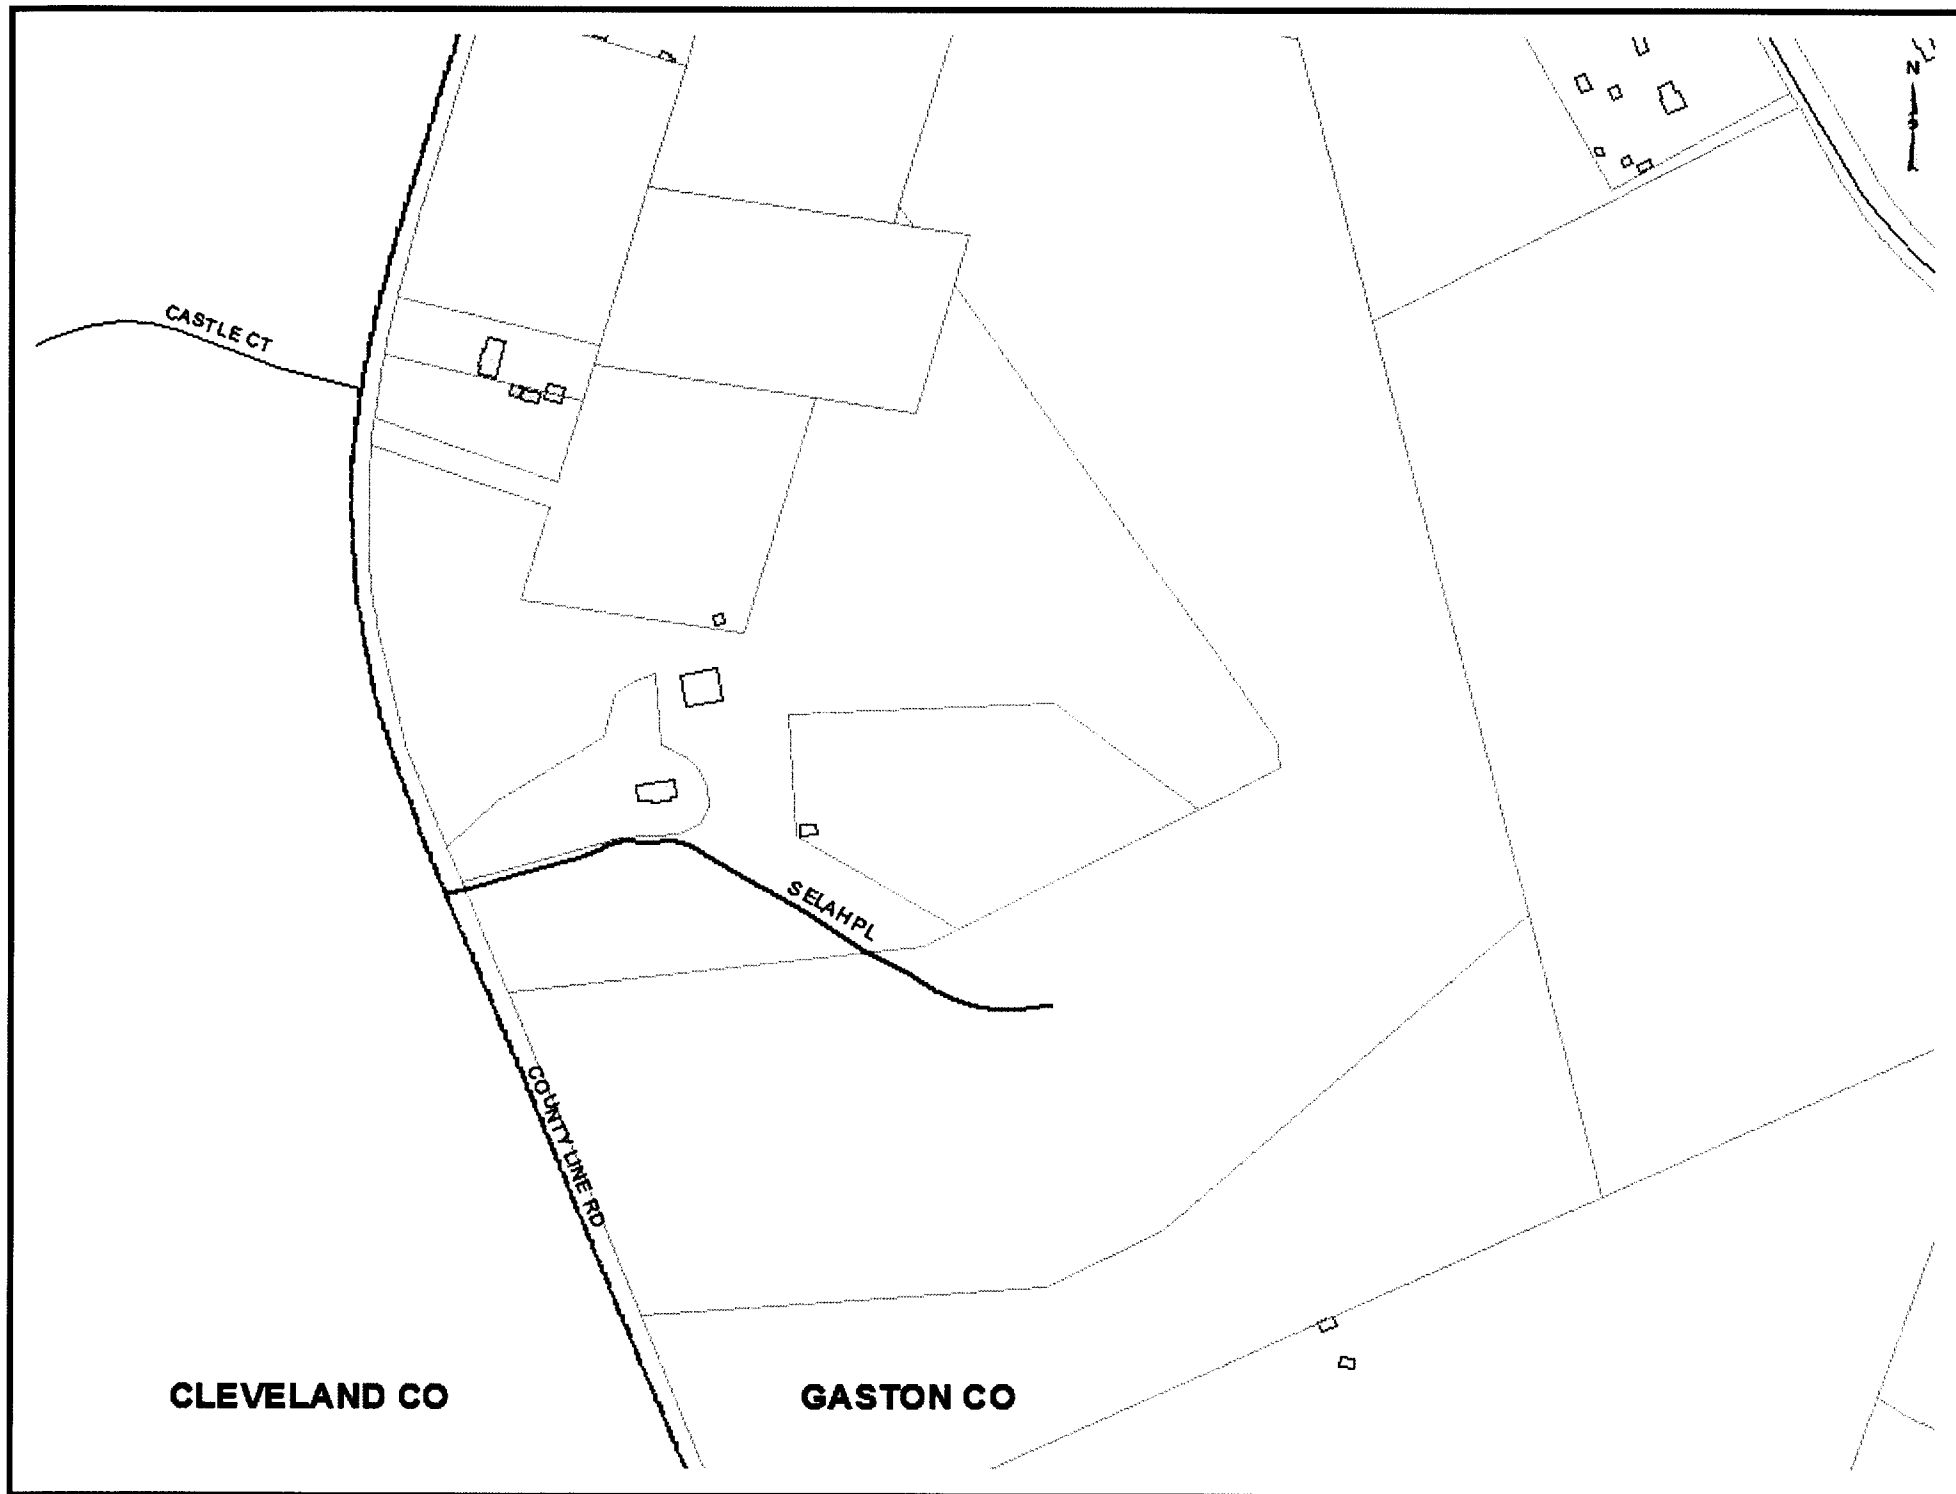 N
CASTLE CT
SELAH PL
COUNTY LINE RD
CLEVELAND CO
GASTON CO